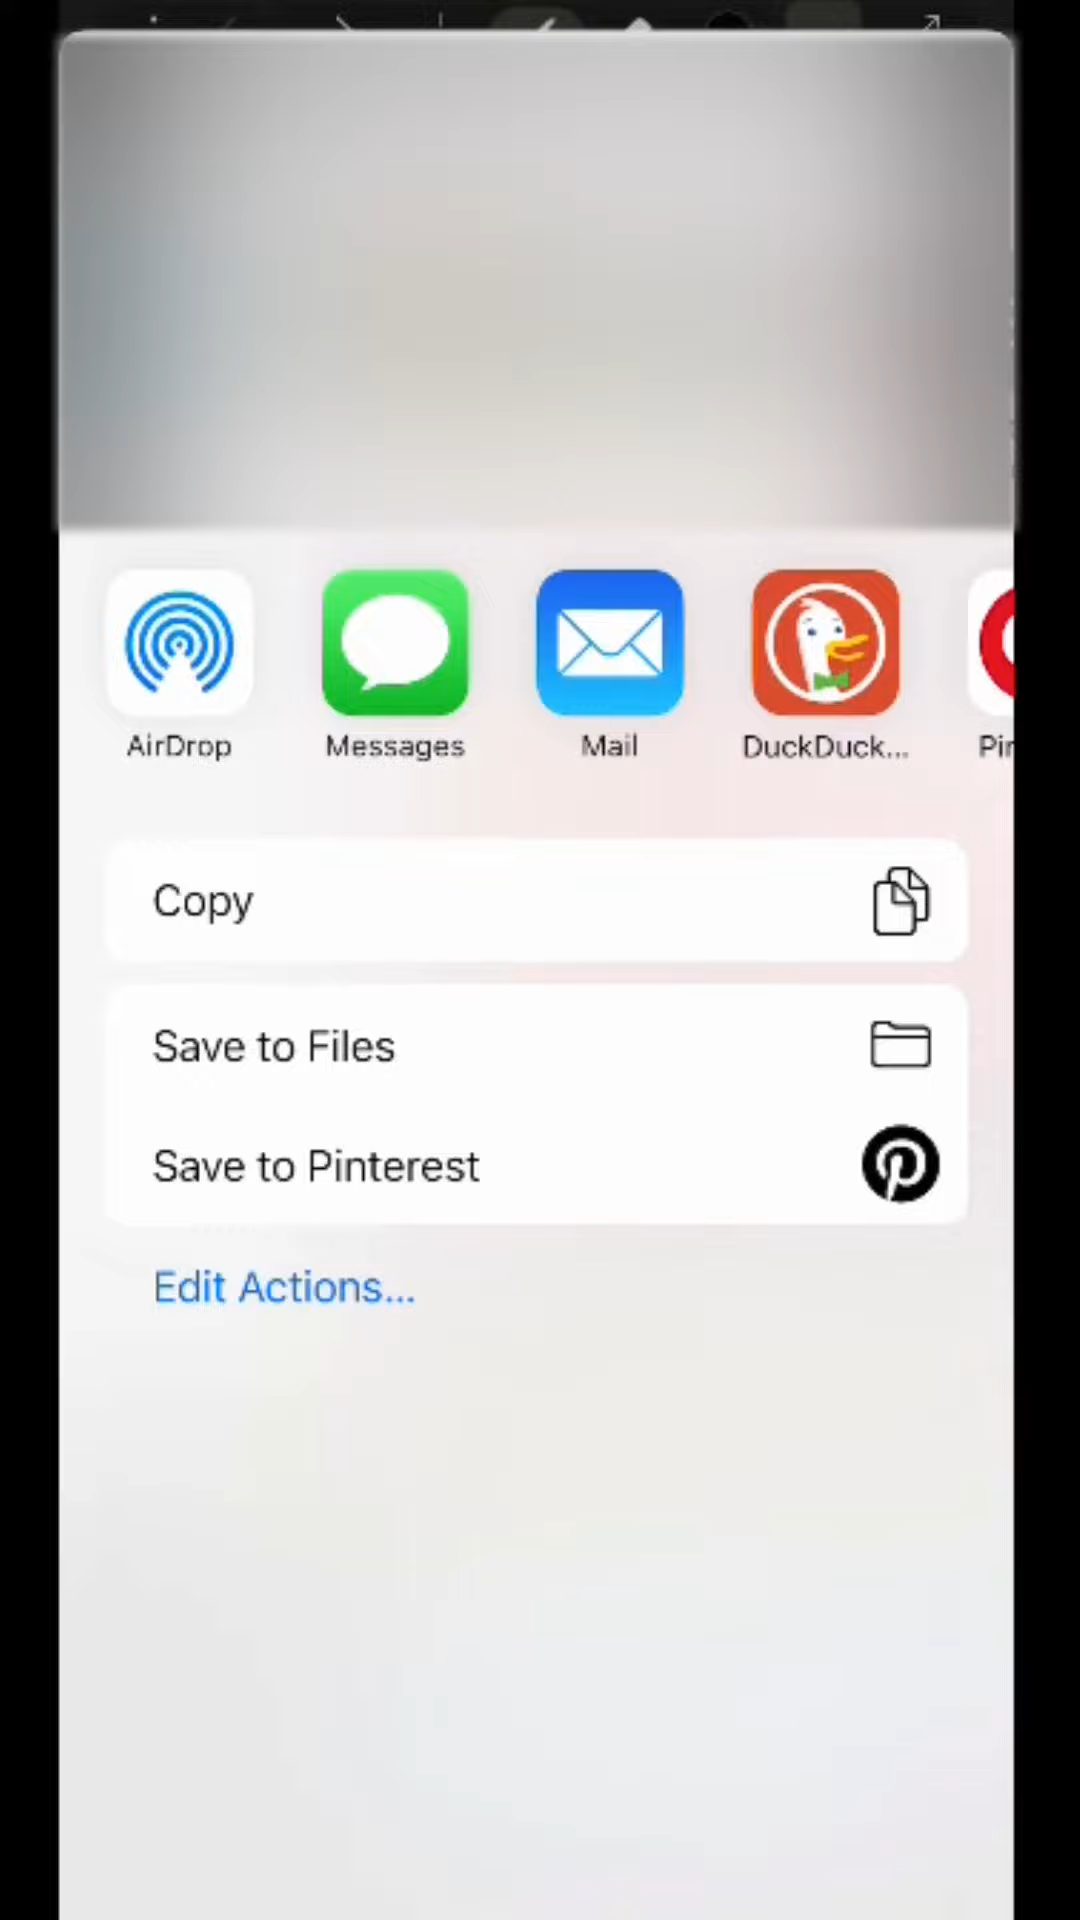 AirDrop
Messages
Mail
DuckDuck...
Copy
Save to Files
Save to Pinterest
Edit Actions...